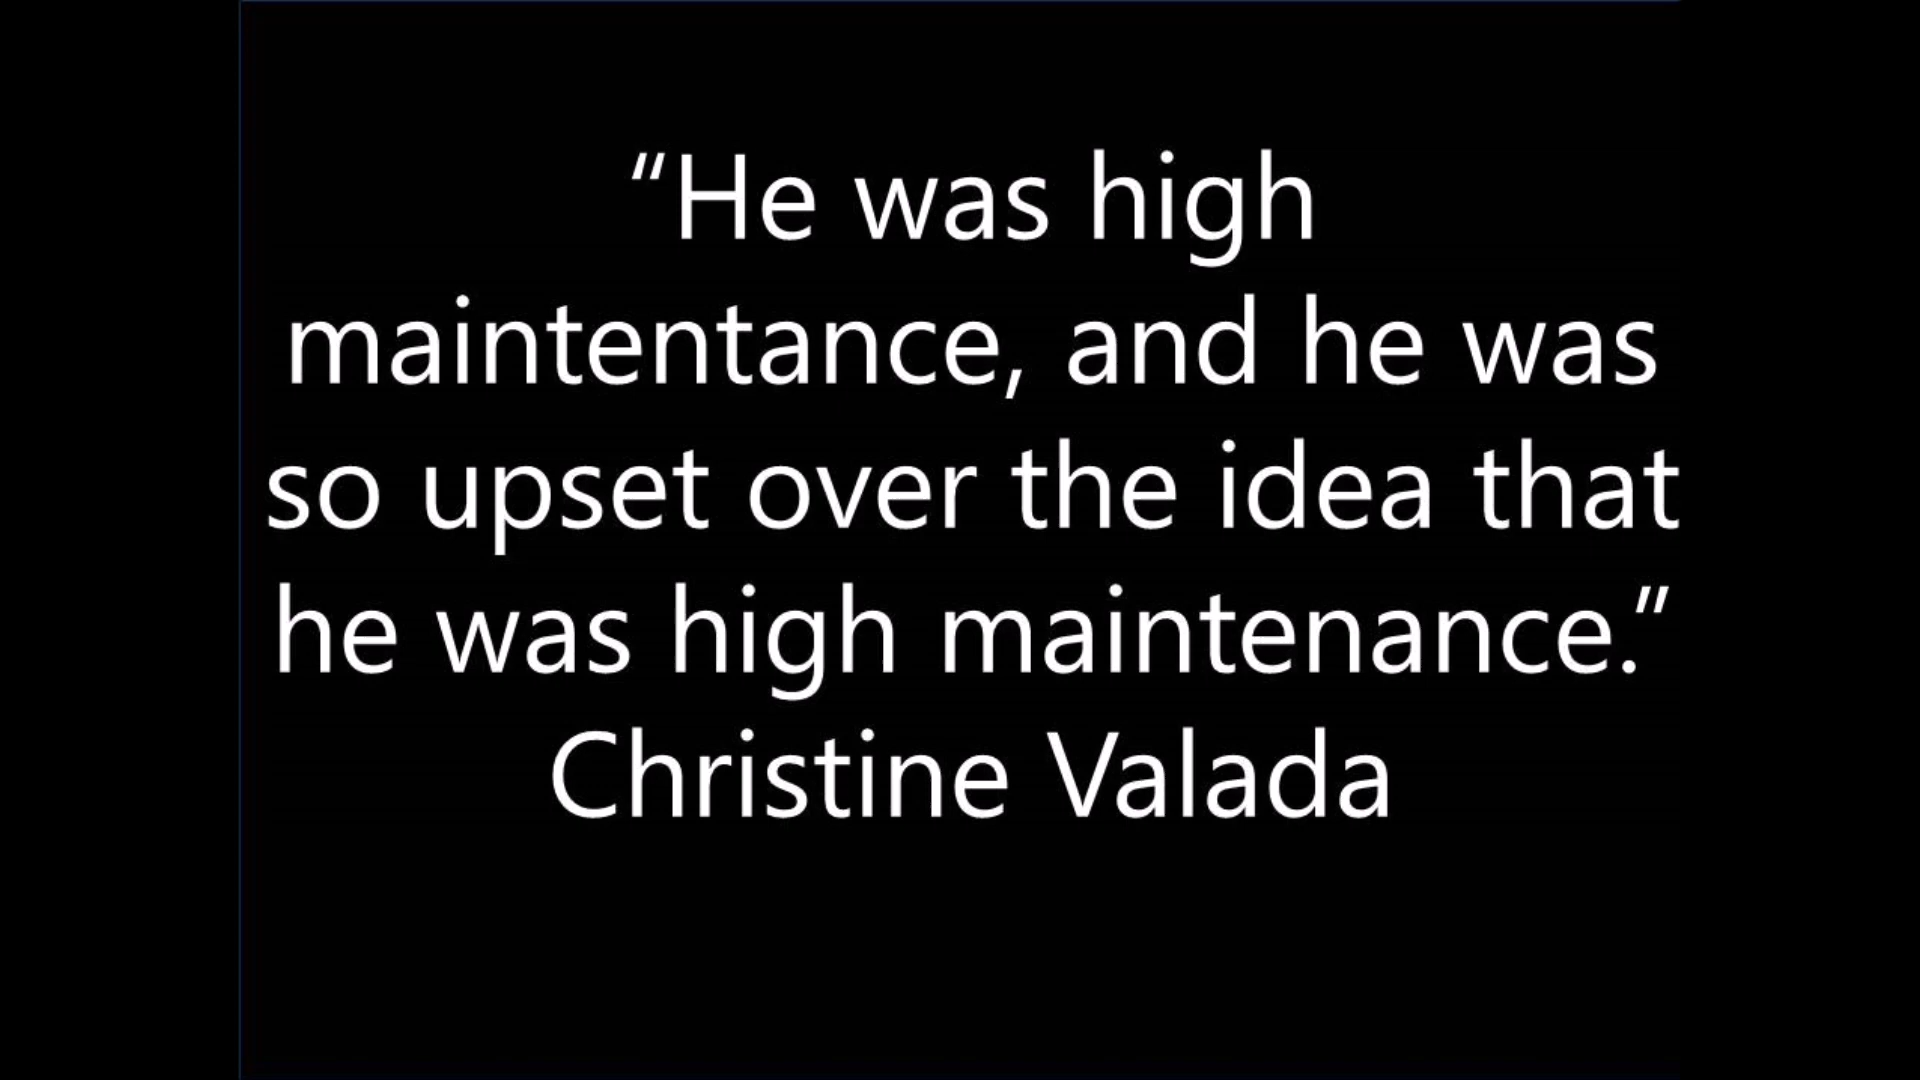 “He was high
maintentance, and he was
so upset over the idea that
he was high maintenance.”
Christine Valada